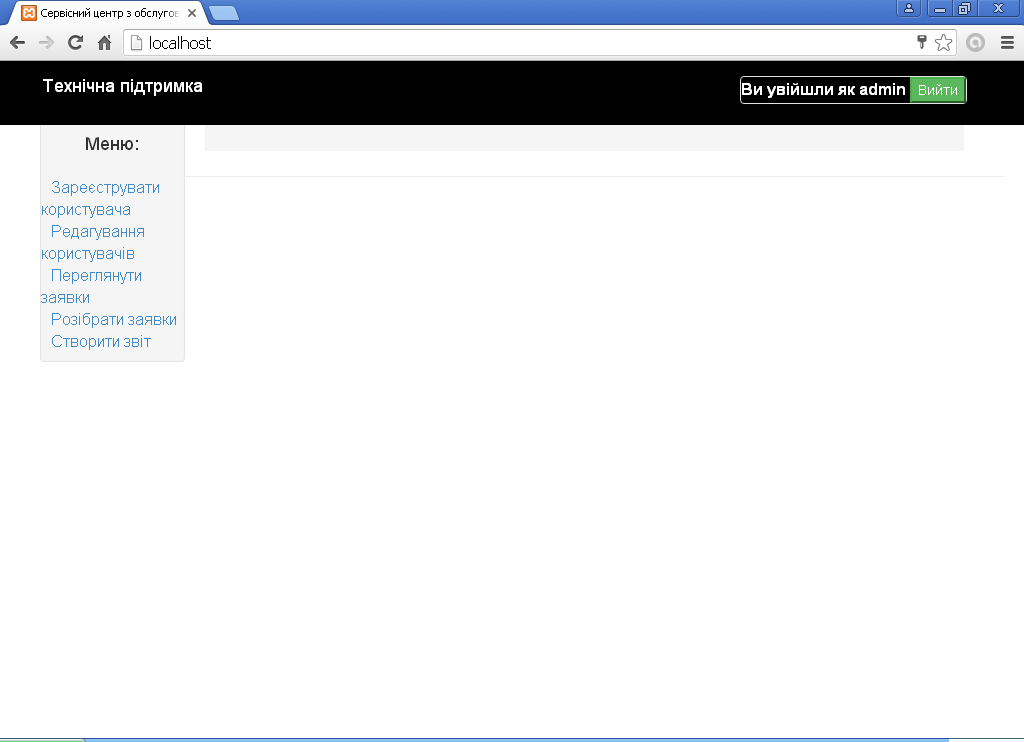 Сервісний центр з обслугов
localhost
Технічна підтримка
Ви увійшли як admin Вийти
Меню:
Зареєструвати
користувача
Редагування
користувачів
Переглянути
заявки
Розібрати заявки
Створити звіт